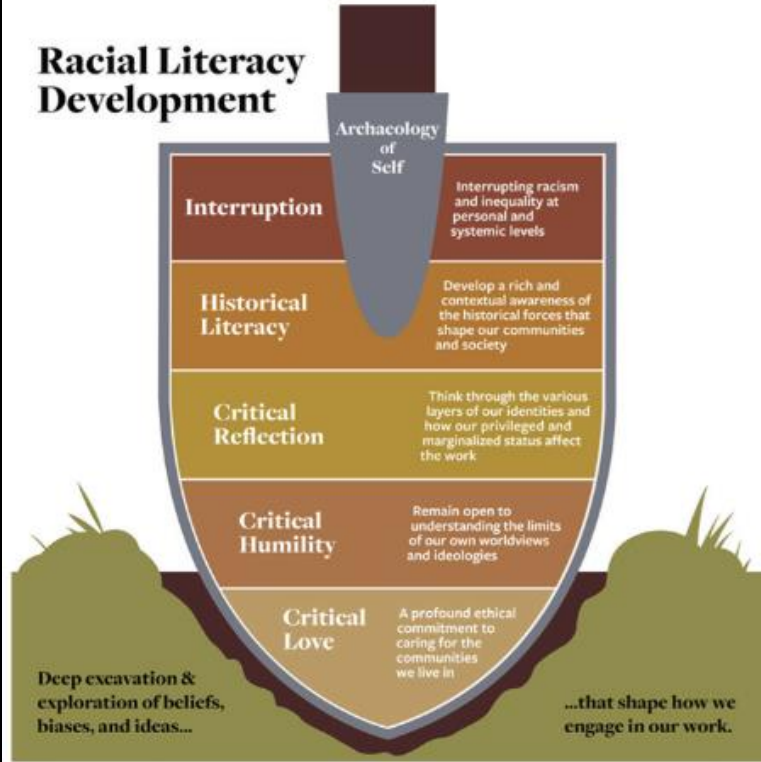 Racial Literacy
Development
Archaeology
of
Self
Interruption
Interrupting racism
and inequality at
personal and
systemic levels
Historical
Literacy
Develop a rich and
contextual awareness of
the historical forces that
shape our communities
and society
Critical
Reflection
Think through the various
layers of our identities and
how our privileged and
marginalized status affect
the work
Critical
Humility
Remain open to
understanding the limits
of our own worldviews
and ideologies
Critical
Love
A profound ethical
commitment to
caring for the
communities
we live in
Deep excavation &
exploration of beliefs,
biases, and ideas...
...that shape how we
engage in our work.